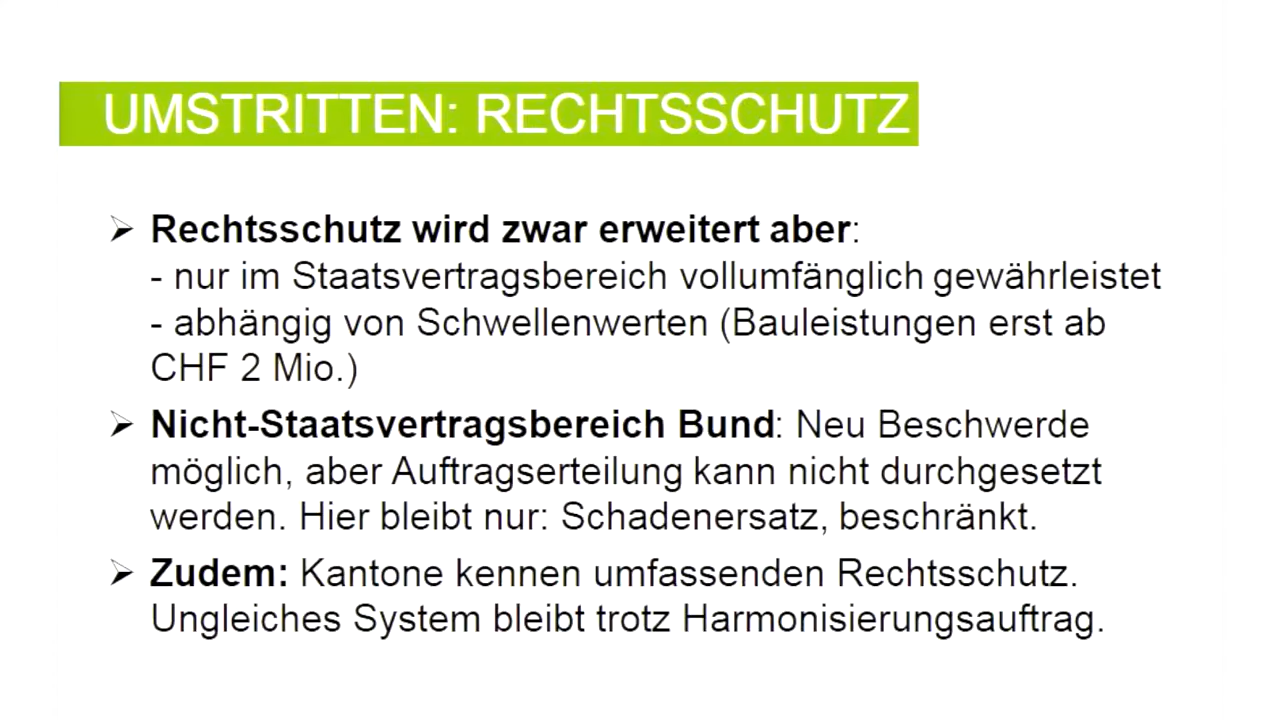 UMSTRITTEN: RECHTSSCHUTZ
➢ Rechtsschutz wird zwar erweitert aber:
- nur im Staatsvertragsbereich vollumfänglich gewährleistet
- abhängig von Schwellenwerten (Bauleistungen erst ab
CHF 2 Mio.)
➢ Nicht-Staatsvertragsbereich Bund: Neu Beschwerde
möglich, aber Auftragserteilung kann nicht durchgesetzt
werden. Hier bleibt nur: Schadenersatz, beschränkt.
➢ Zudem: Kantone kennen umfassenden Rechtsschutz.
Ungleiches System bleibt trotz Harmonisierungsauftrag.